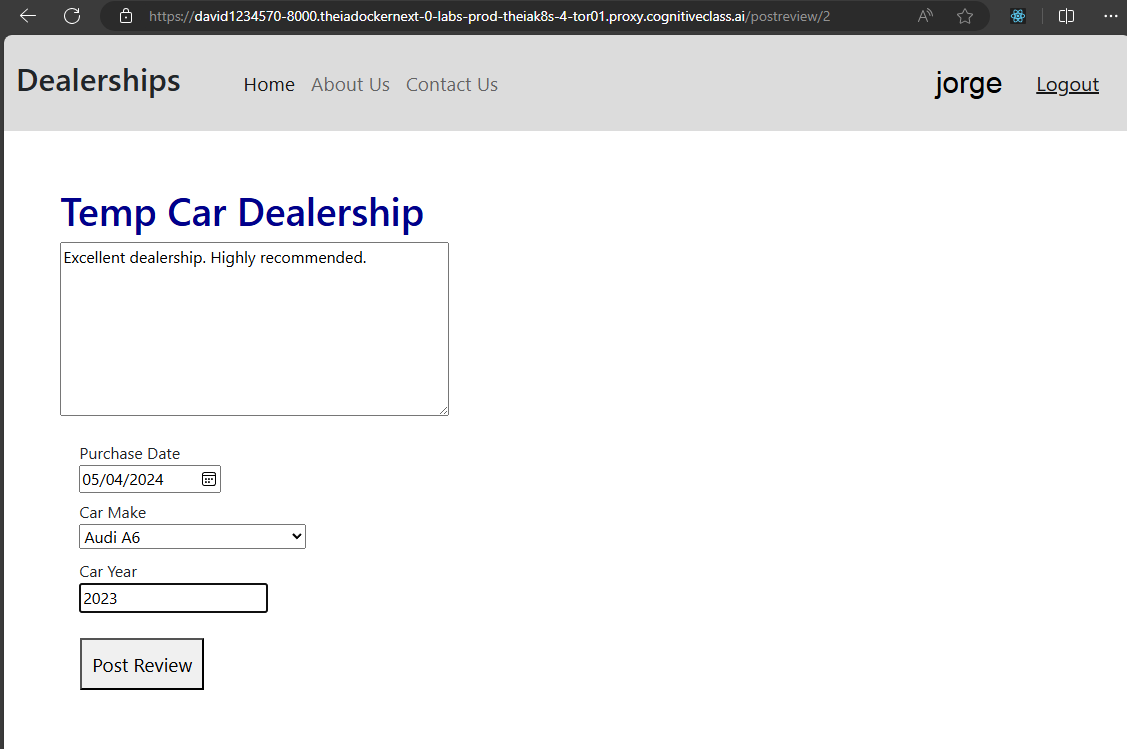 https://david1234570-8000.theiadockernext-0-labs-prod-theiak8s-4-tor01.proxy.cognitiveclass.ai/postreview/2
Dealerships Home About Us Contact Us jorge Logout
Temp Car Dealership
Excellent dealership. Highly recommended.
Purchase Date
05/04/2024
Car Make
Audi A6
Car Year
2023
Post Review